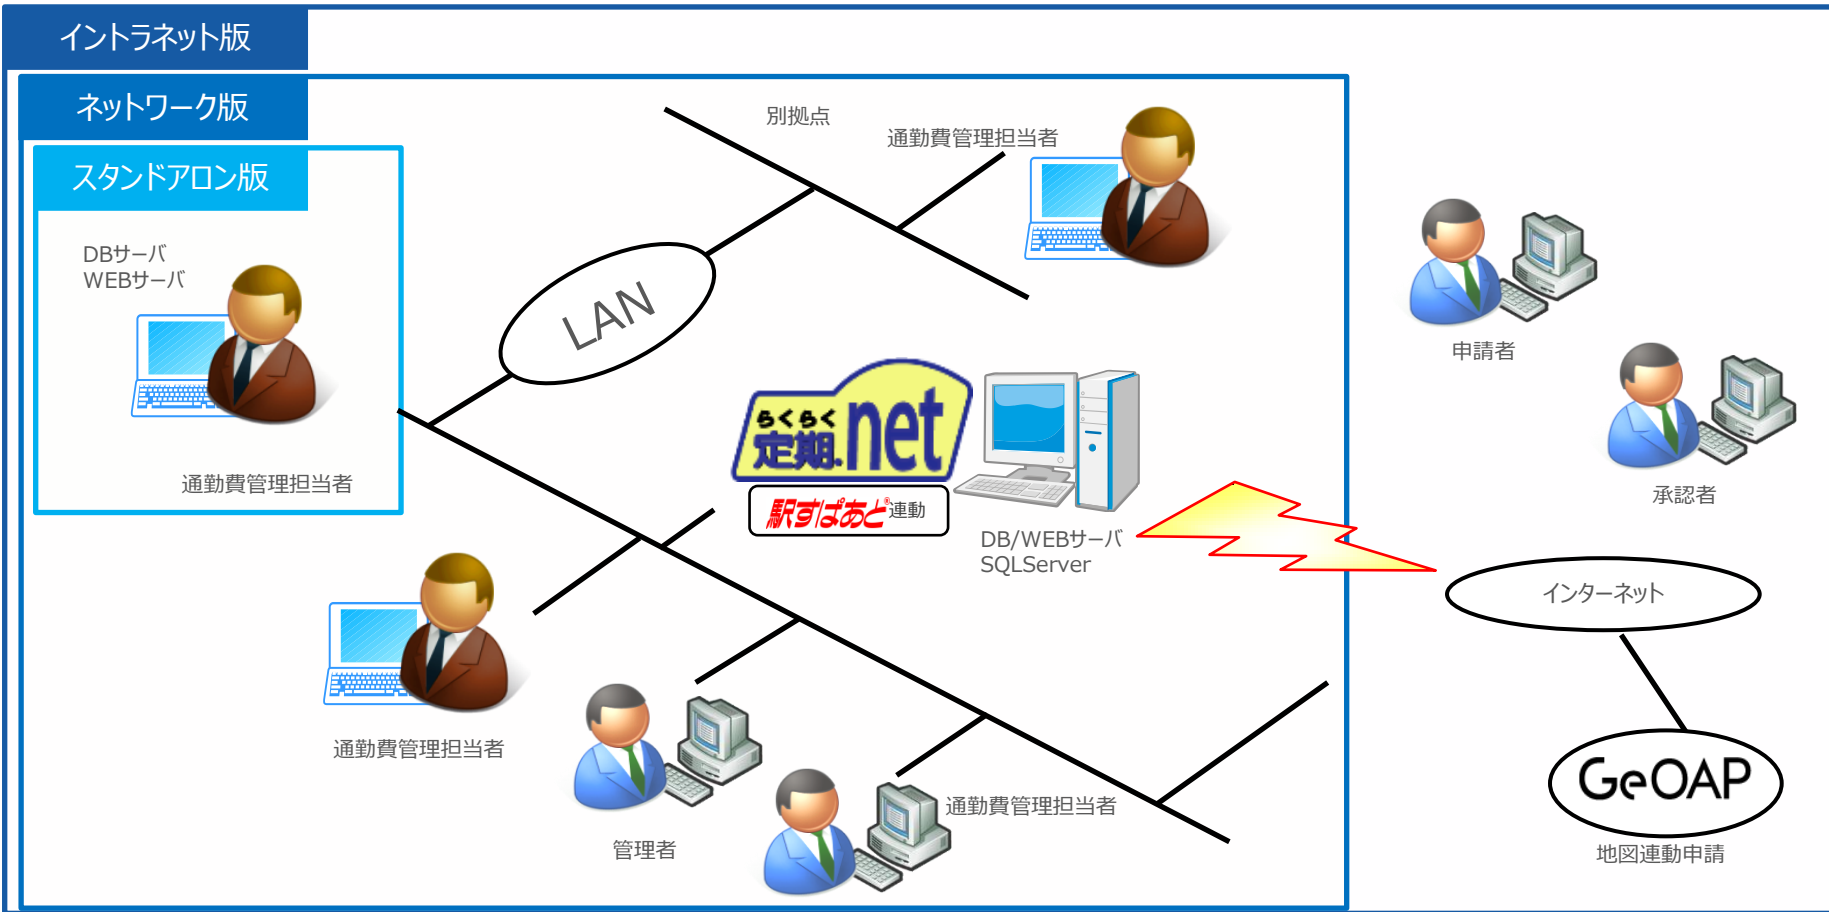 イントラネット版
ネットワーク版
スタンドアロン版
DBサーバ
WEBサーバ
通勤費管理担当者
別拠点
通勤費管理担当者
LAN
らくらく
定期.net
駅すぱあと®連動
DB/WEBサーバ
SQLServer
申請者
承認者
インターネット
GeOAP
地図連動申請
通勤費管理担当者
管理者
通勤費管理担当者